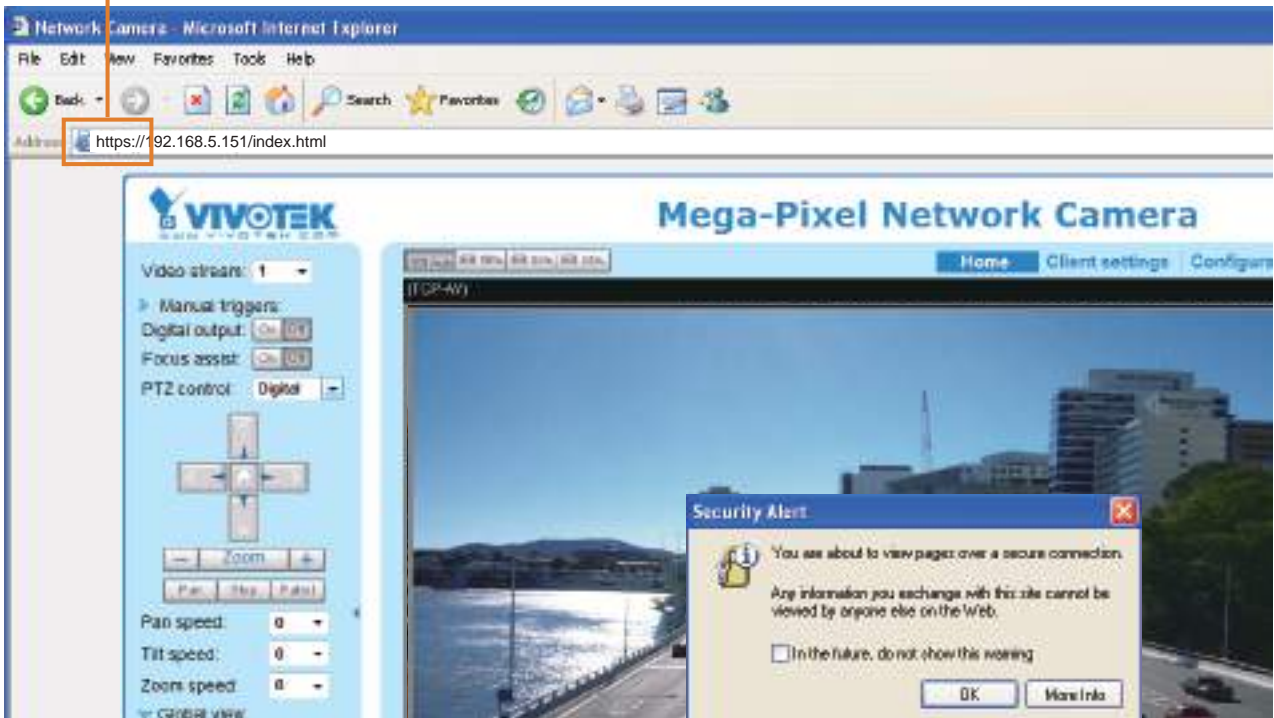 Network Camera - Microsoft Internet Explorer
File Edit View Favorites Tools Help
Back Search Favorites
Address https://192.168.5.151/index.html
VIVOTEK
Mega-Pixel Network Camera
Video stream: 1
Home Client settings
(TCP-AV)
Manual triggers:
Digital output: On Off
Focus assist: On Off
PTZ control: Digital
- Zoom +
Pan Stop Patrol
Pan speed: 0
Tilt speed: 0
Zoom speed: 0
Global view
Security Alert
You are about to view pages over a secure connection.
Any information you exchange with this site cannot be
viewed by anyone else on the Web.
In the future, do not show this warning
OK More Info